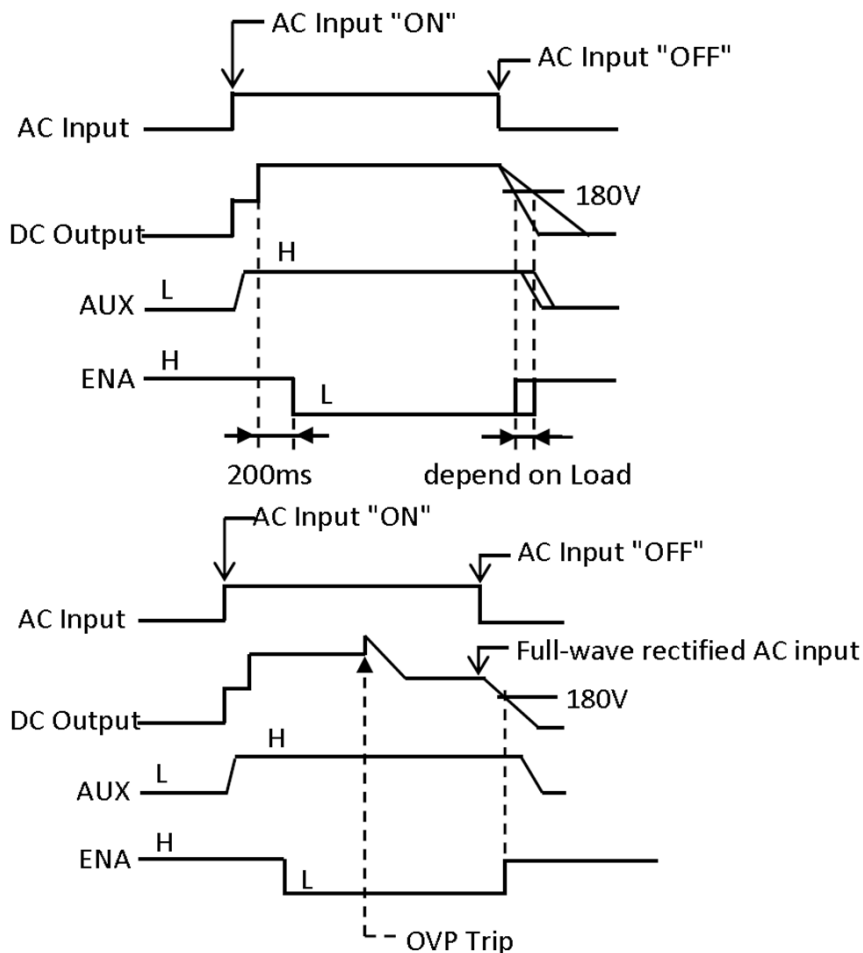 AC Input "ON"
AC Input "OFF"
AC Input
180V
DC Output
H
L
AUX
H
ENA
L
200ms
depend on Load
AC Input "ON"
AC Input "OFF"
AC Input
Full-wave rectified AC input
180V
DC Output
H
L
AUX
H
ENA
L
OVP Trip